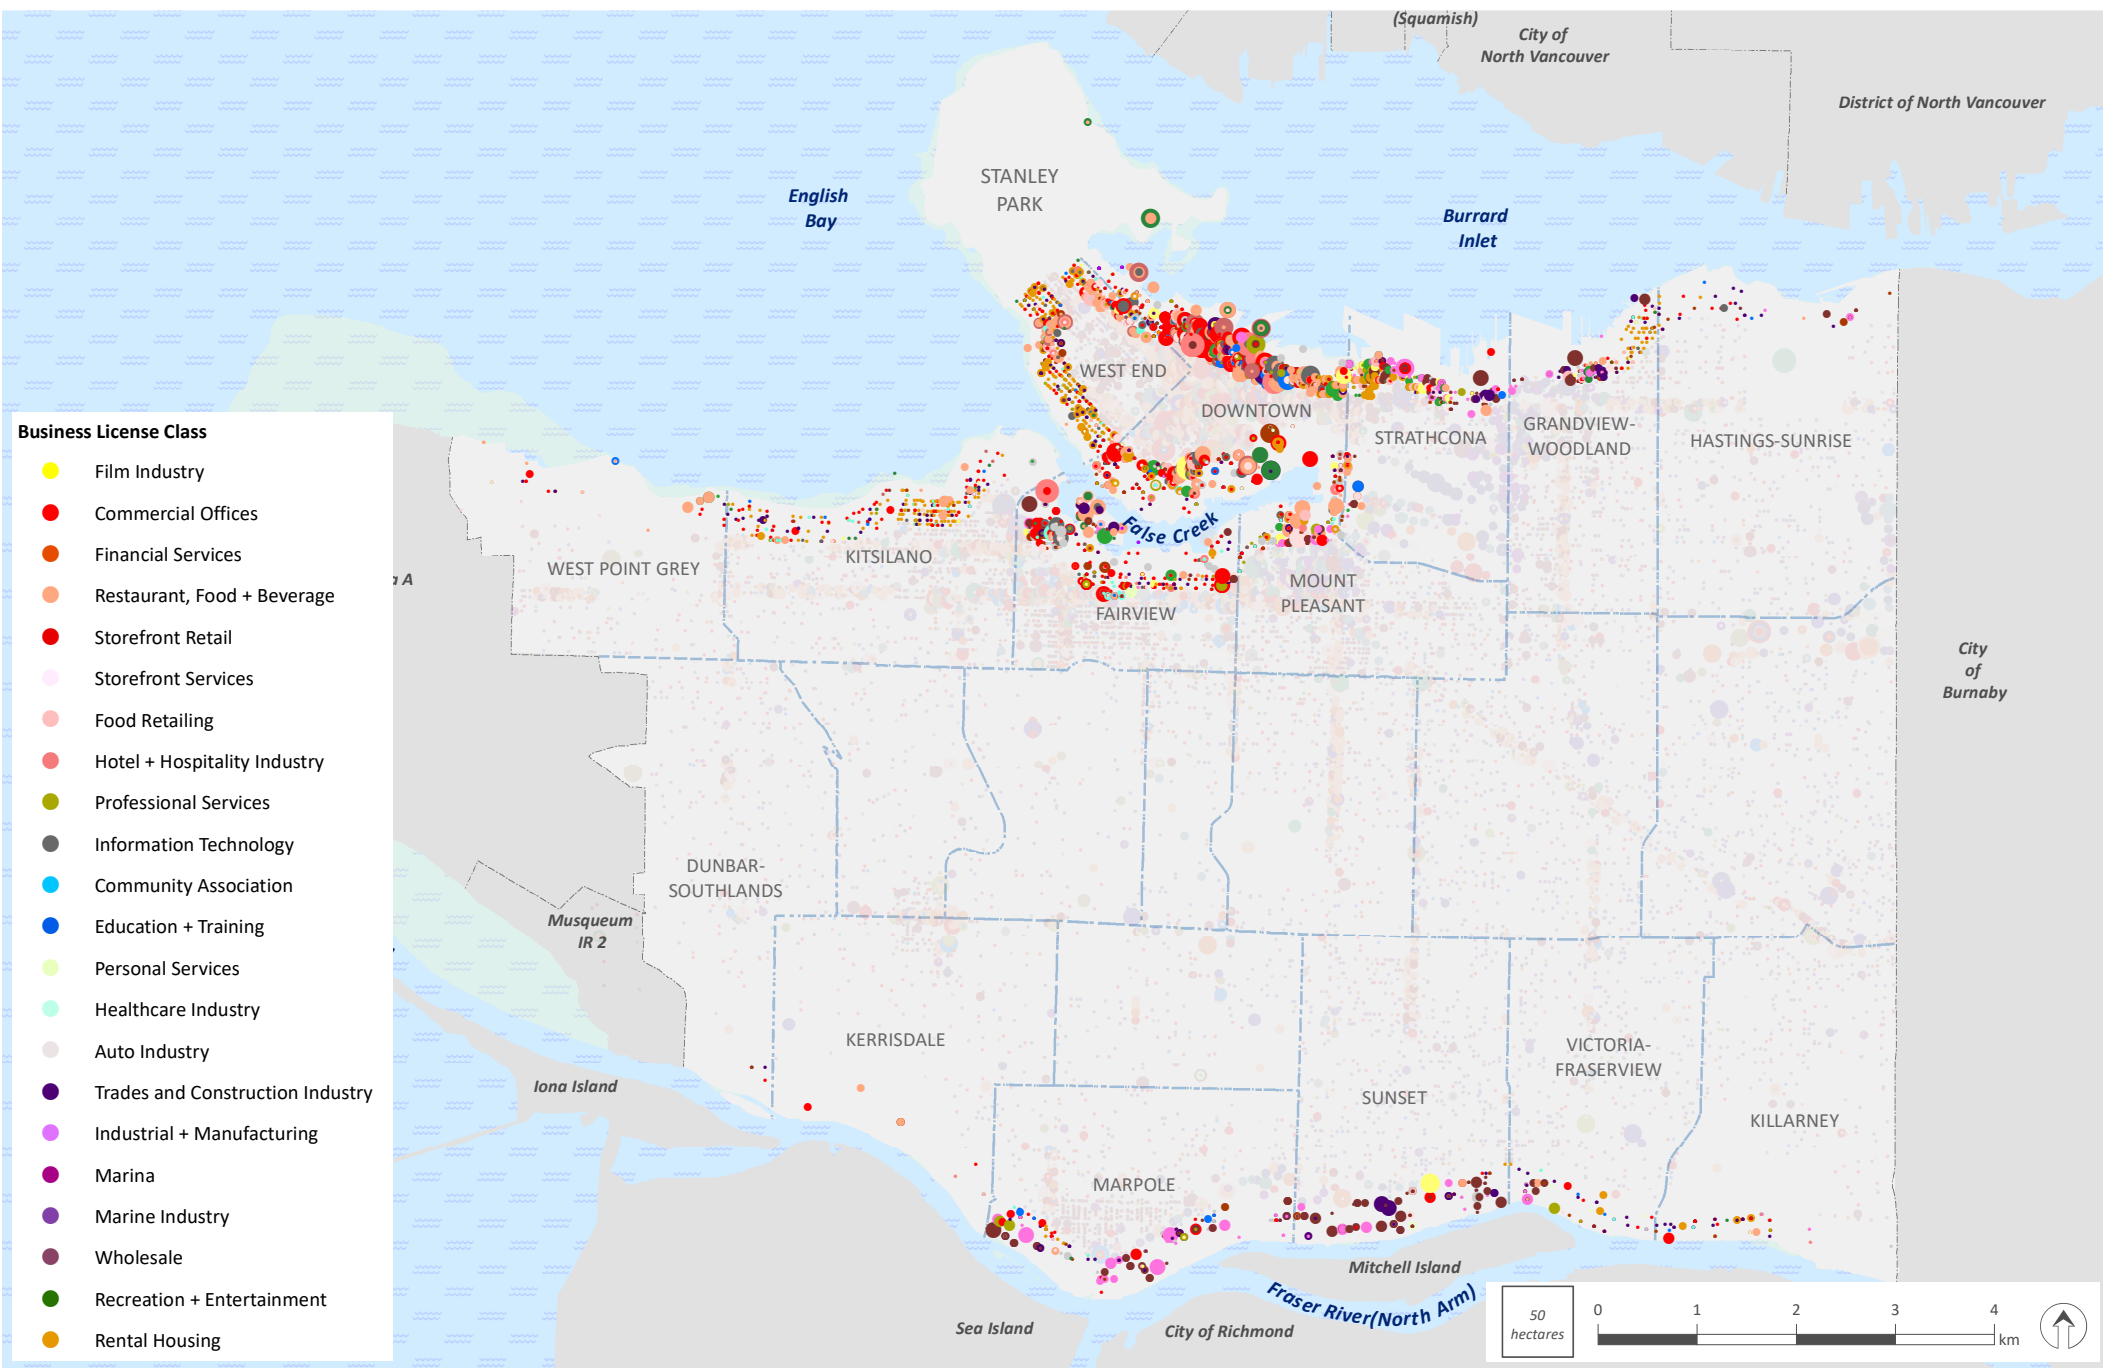 (Squamish)
City of
North Vancouver
District of North Vancouver
STANLEY
PARK
English
Bay
Burrard
Inlet
WEST END
DOWNTOWN
STRATHCONA
GRANDVIEW-
WOODLAND
HASTINGS-SUNRISE
False Creek
WEST POINT GREY
KITSILANO
FAIRVIEW
MOUNT
PLEASANT
a A
City
of
Burnaby
DUNBAR-
SOUTHLANDS
Musqueum
IR 2
KERRISDALE
Iona Island
VICTORIA-
FRASERVIEW
SUNSET
KILLARNEY
MARPOLE
Mitchell Island
Fraser River(North Arm)
Sea Island
City of Richmond
Business License Class
Film Industry
Commercial Offices
Financial Services
Restaurant, Food + Beverage
Storefront Retail
Storefront Services
Food Retailing
Hotel + Hospitality Industry
Professional Services
Information Technology
Community Association
Education + Training
Personal Services
Healthcare Industry
Auto Industry
Trades and Construction Industry
Industrial + Manufacturing
Marina
Marine Industry
Wholesale
Recreation + Entertainment
Rental Housing
50
hectares
0 1 2 3 4
km